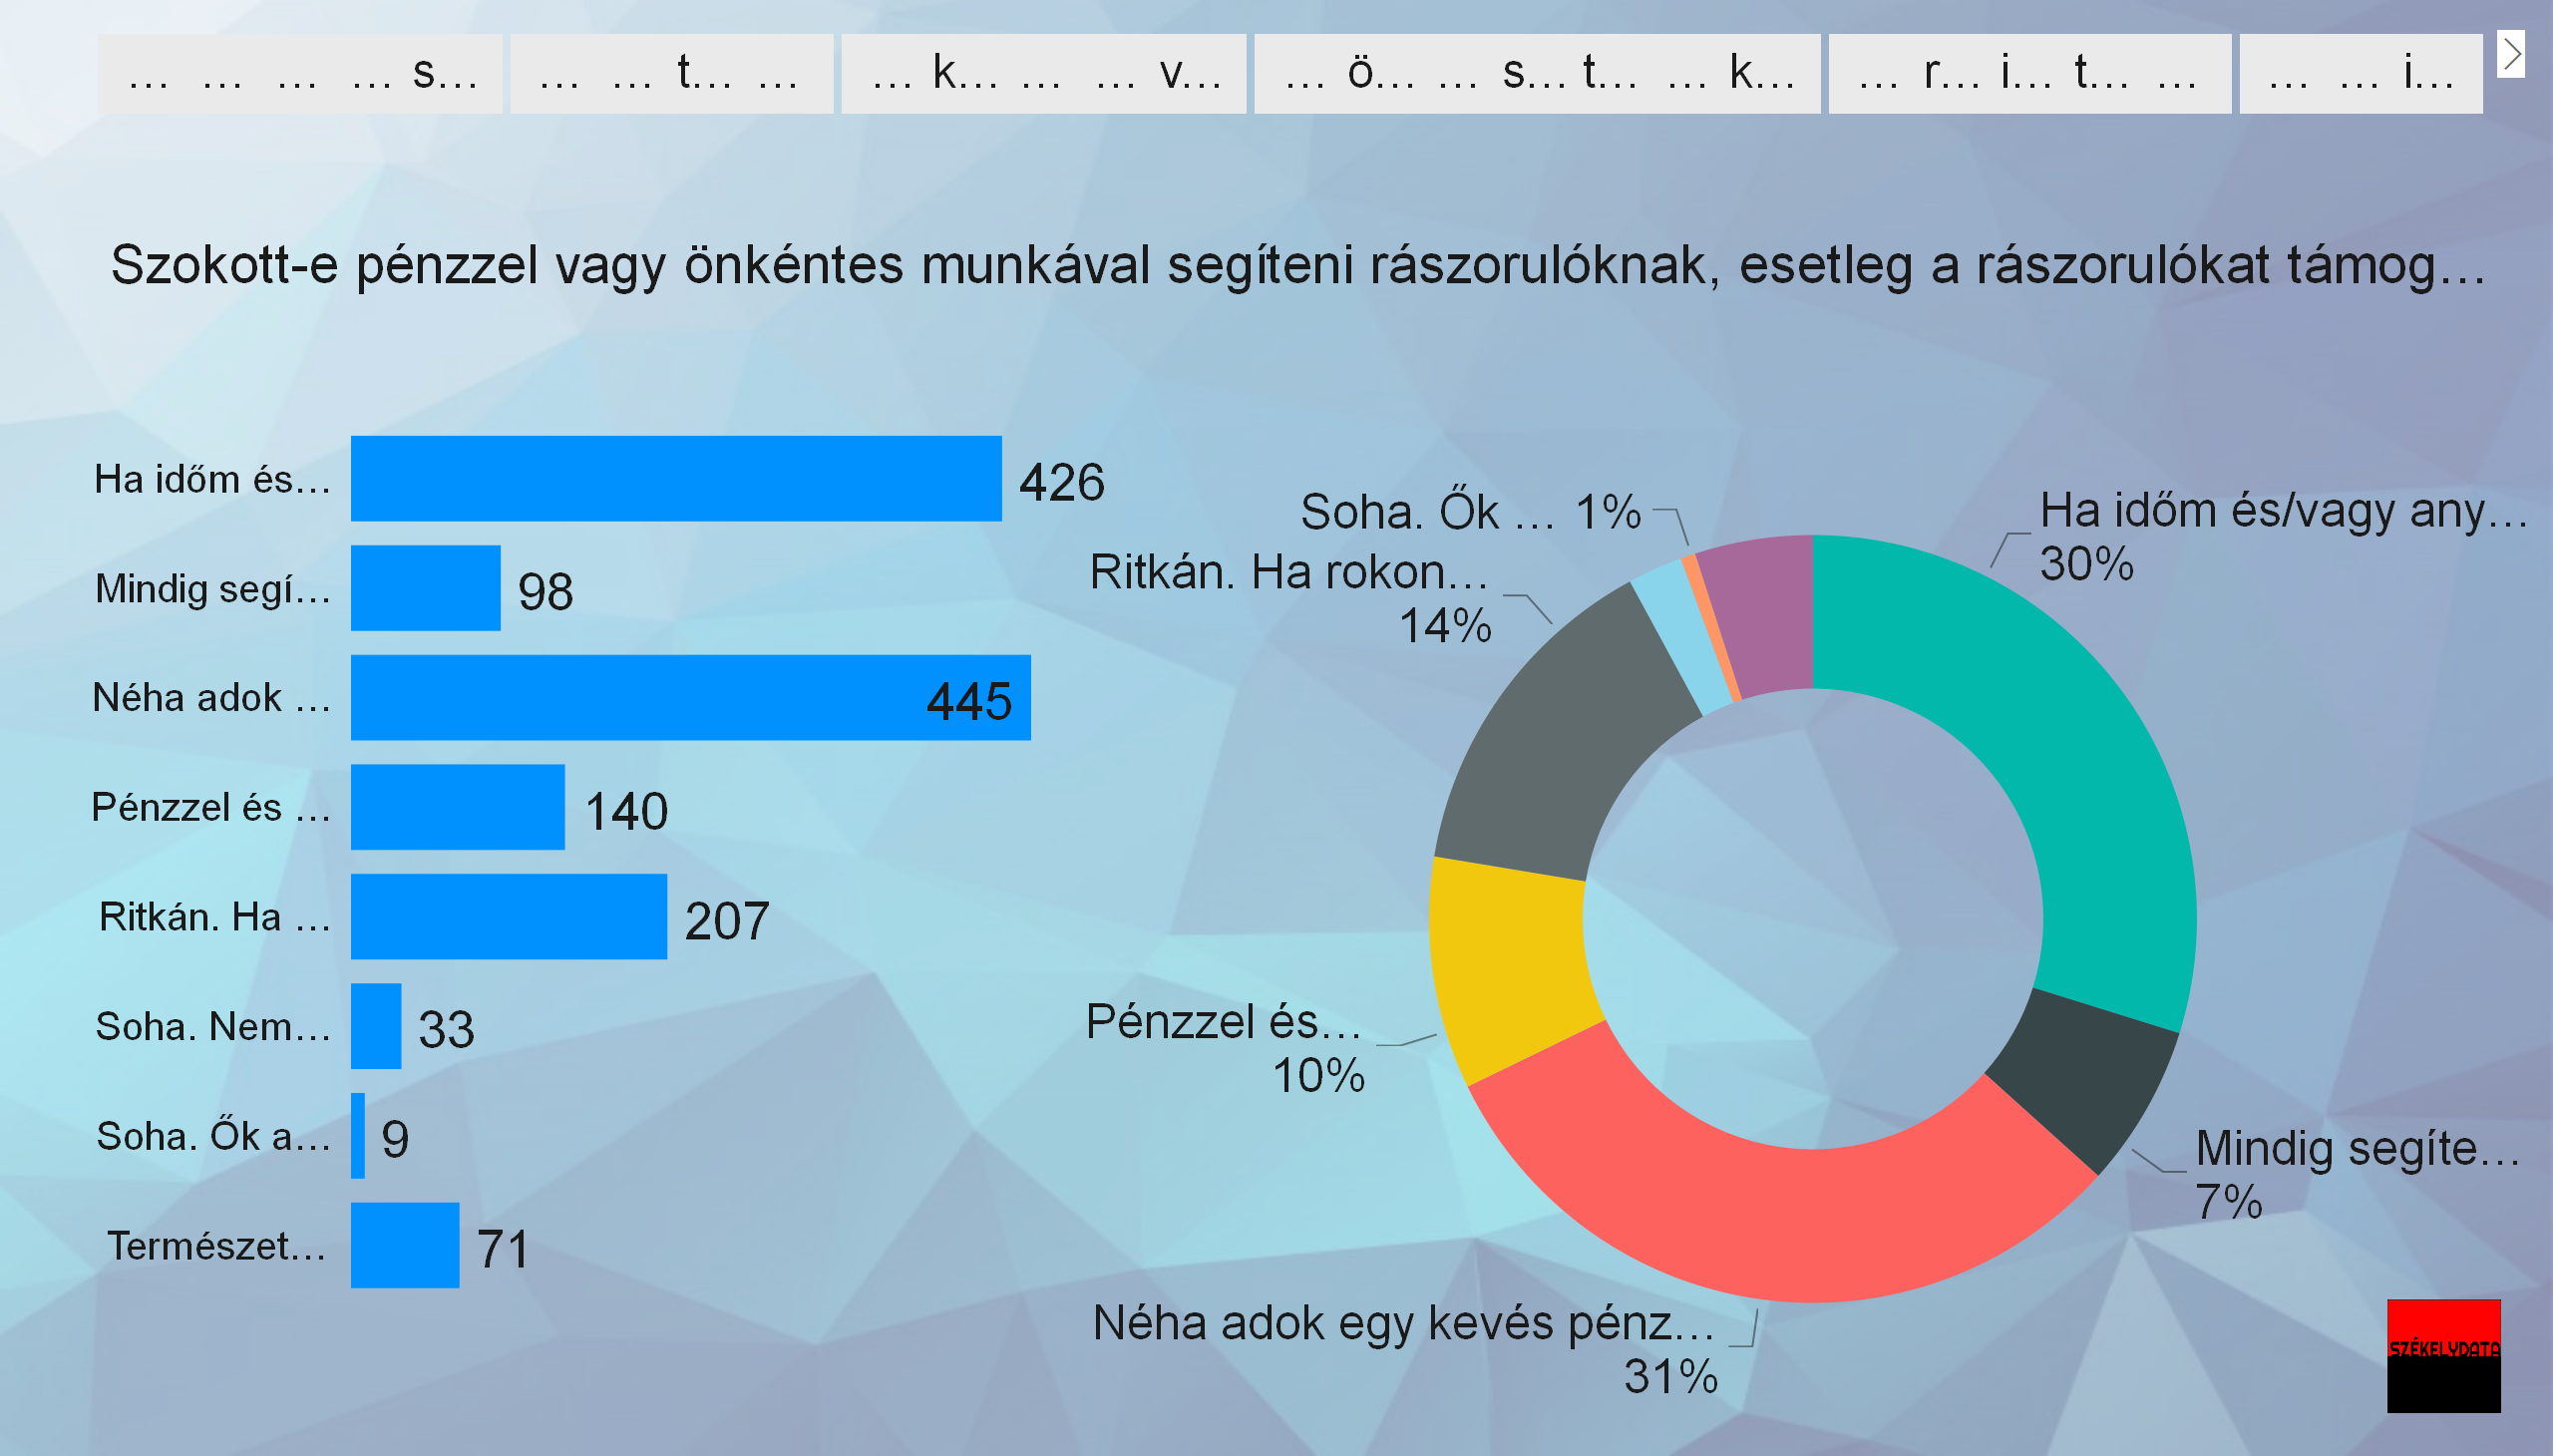 … … … … s…
… … t… …
… k… … … v…
… ö… … s… t… … k…
… r… i… t… …
… … i…
Szokott-e pénzzel vagy önkéntes munkával segíteni rászorulóknak, esetleg a rászorulókat támog…
Ha időm és…
426
Mindig segí…
98
Néha adok …
445
Pénzzel és …
140
Ritkán. Ha …
207
Soha. Nem…
33
Soha. Ők a…
9
Természet…
71
Soha. Ők … 1%
Ritkán. Ha rokon…
14%
Ha időm és/vagy any…
30%
Pénzzel és…
10%
Mindig segíte…
7%
Néha adok egy kevés pénz…
31%
SZÉKELYDATA